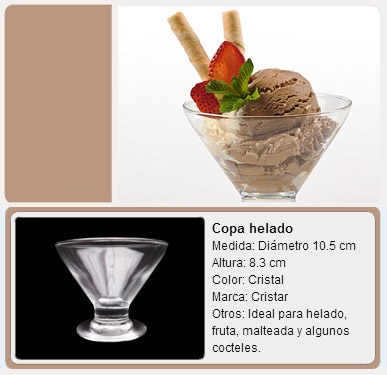 Copa helado
Medida: Diámetro 10.5 cm
Altura: 8.3 cm
Color: Cristal
Marca: Cristar
Otros: Ideal para helado,
fruta, malteada y algunos
cocteles.